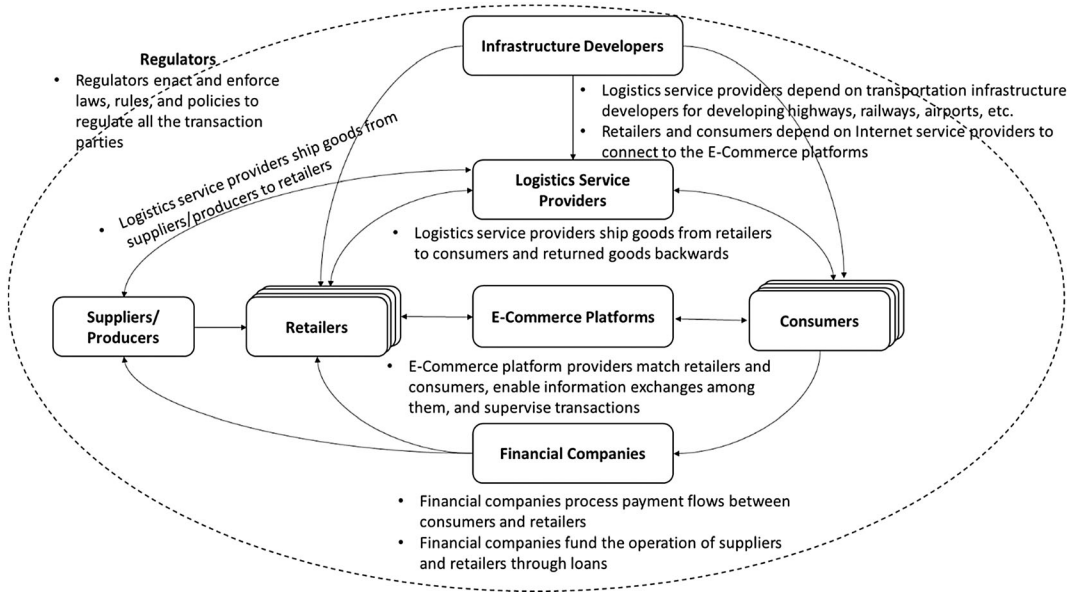 Infrastructure Developers
Regulators
• Regulators enact and enforce
laws, rules, and policies to
regulate all the transaction
parties
• Logistics service providers depend on transportation infrastructure
developers for developing highways, railways, airports, etc.
• Retailers and consumers depend on Internet service providers to
connect to the E-Commerce platforms
• Logistics service providers ship goods from
suppliers/producers to retailers
Logistics Service
Providers
• Logistics service providers ship goods from retailers
to consumers and returned goods backwards
Suppliers/
Producers
Retailers
E-Commerce Platforms
Consumers
• E-Commerce platform providers match retailers and
consumers, enable information exchanges among
them, and supervise transactions
Financial Companies
• Financial companies process payment flows between
consumers and retailers
• Financial companies fund the operation of suppliers
and retailers through loans